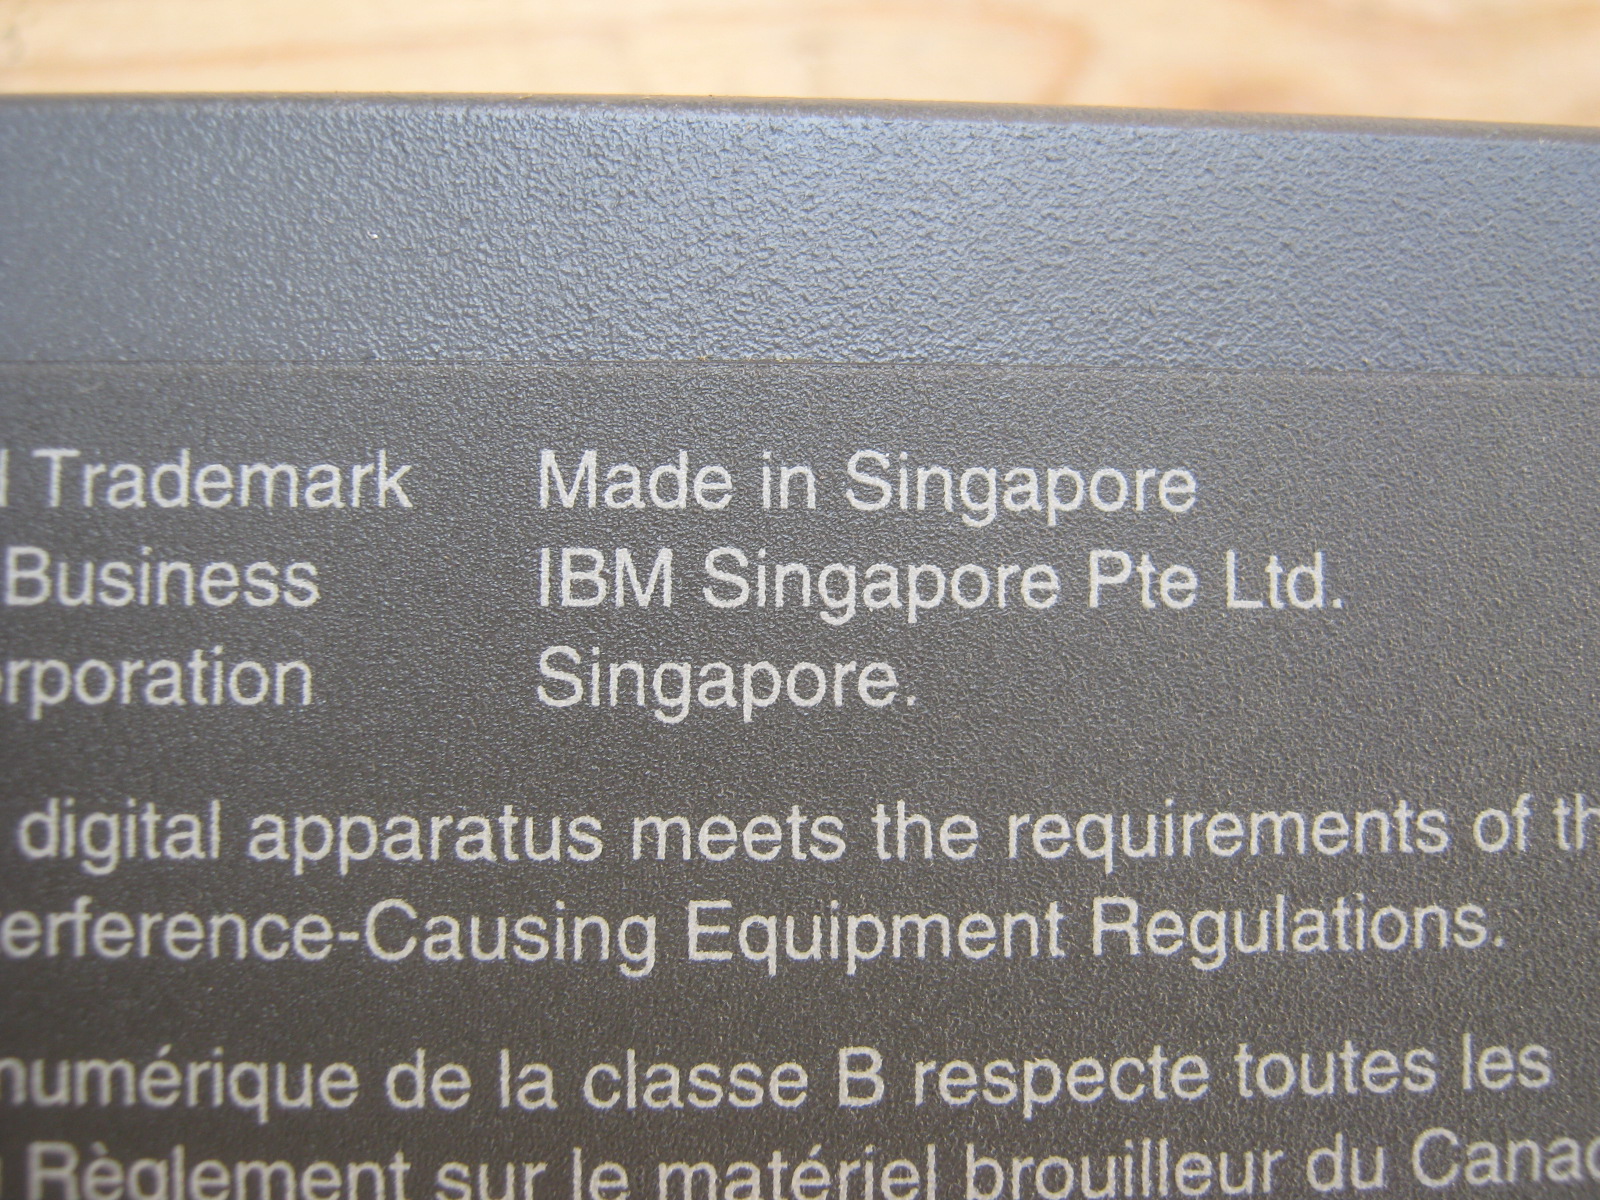 Trademark Made in Singapore
Business IBM Singapore Pte Ltd.
orporation Singapore.
digital apparatus meets the requirements of th
erference-Causing Equipment Regulations.
numérique de la classe B respecte toutes les
Règlement sur le matériel brouilleur du Canad